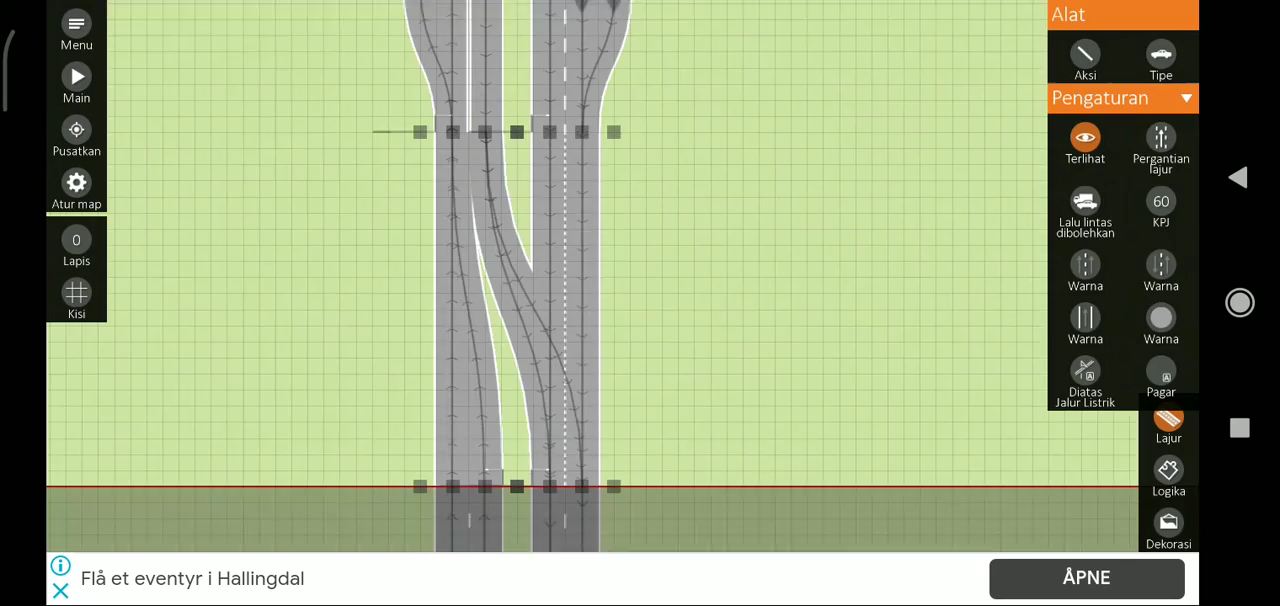 Menu
Main
Pusatkan
Atur map
0
Lapis
Kisi
Alat
Aksi
Tipe
Pengaturan
Terlihat
Pergantian
lajur
Lalu lintas
dibolehkan
60
KPJ
Warna
Warna
Warna
Warna
A
Diatas
Jalur Listrik
A
Pagar
Lajur
Logika
Dekorasi
Flå et eventyr i Hallingdal
ÅPNE